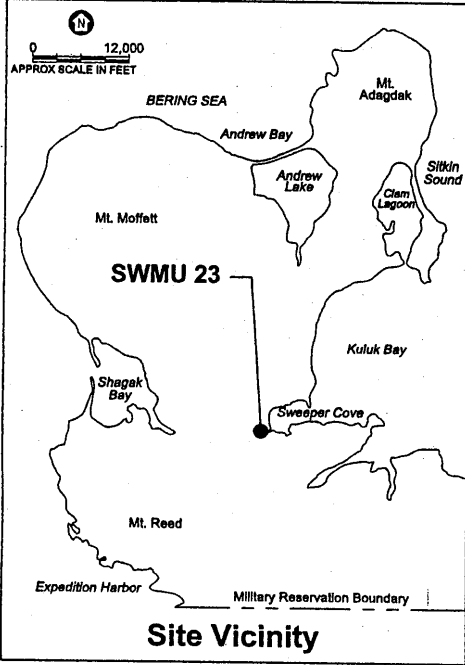 N
0 12,000
APPROX SCALE IN FEET
BERING SEA
Mt.
Adagdak
Andrew Bay
Andrew
Lake
Sitkin
Sound
Clam
Lagoon
Mt. Moffett
SWMU 23
Kuluk Bay
Shagak
Bay
Sweeper Cove
Mt. Reed
Expedition Harbor
Military Reservation Boundary
Site Vicinity